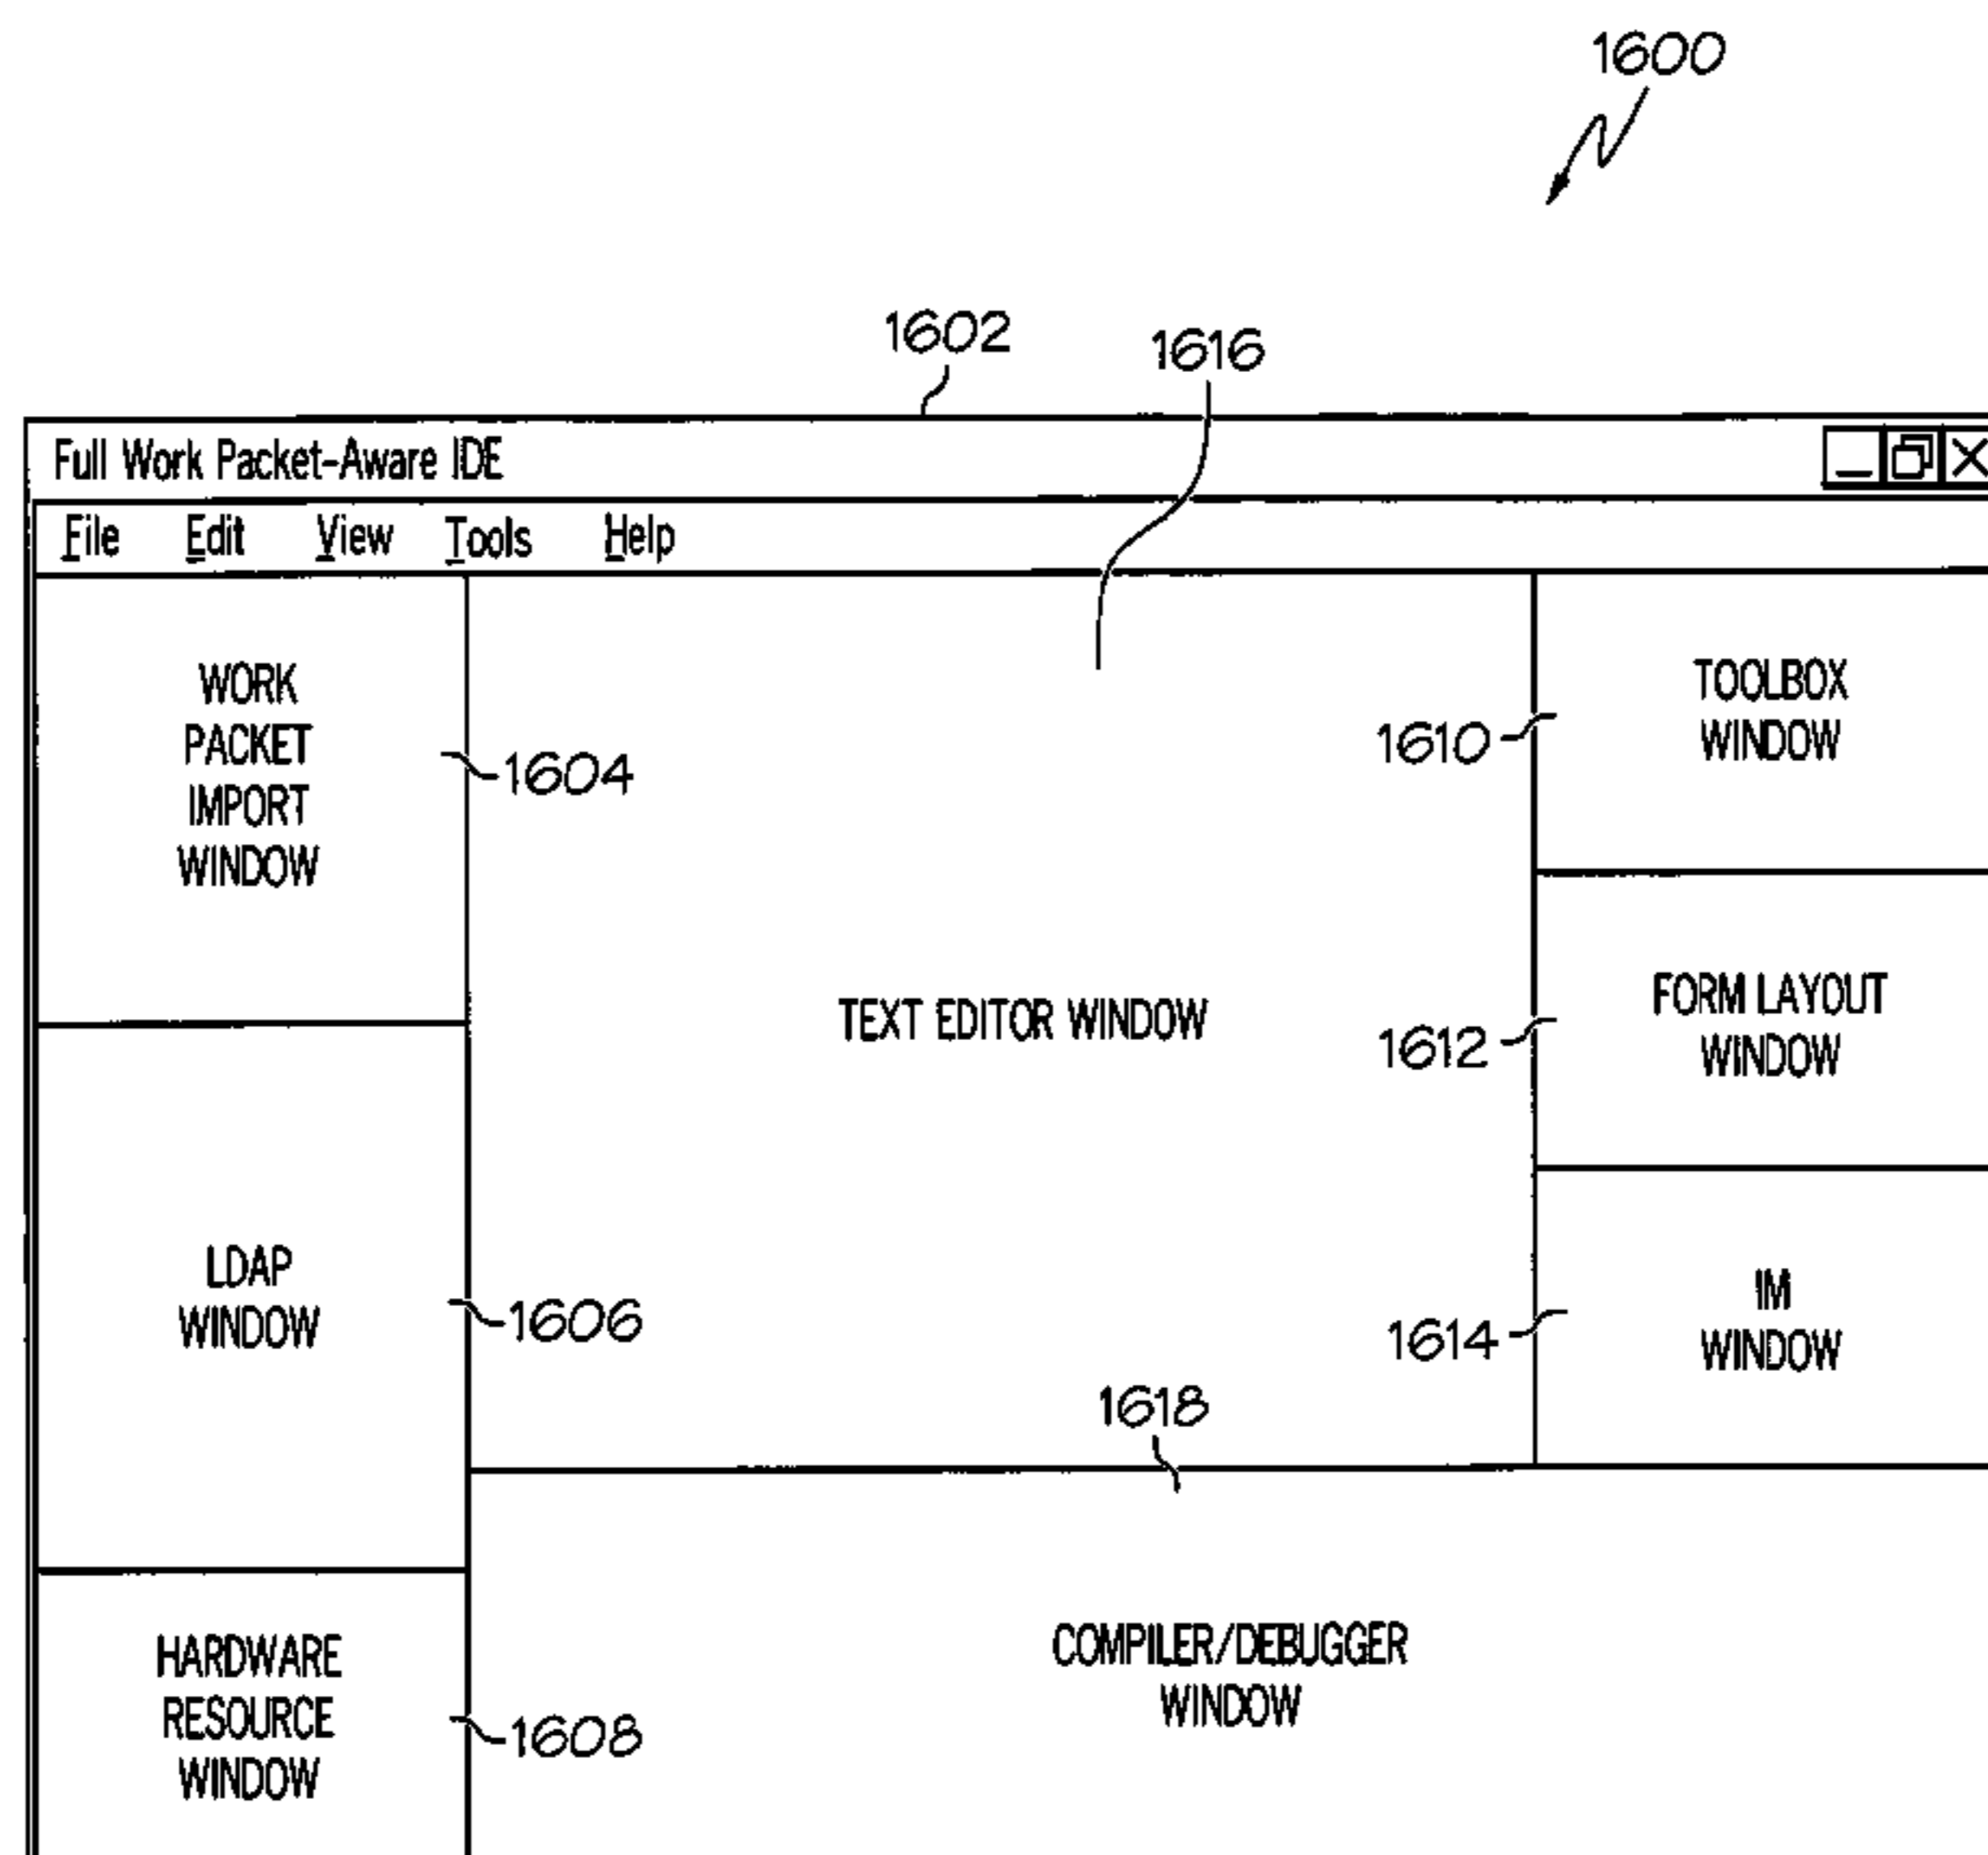 1600
1602
1616
Full Work Packet-Aware IDE
File Edit View Tools Help
WORK
PACKET
IMPORT
WINDOW
1604
TEXT EDITOR WINDOW
1610
TOOLBOX
WINDOW
1612
FORM LAYOUT
WINDOW
LDAP
WINDOW
1606
1614
IM
WINDOW
1618
HARDWARE
RESOURCE
WINDOW
1608
COMPILER/DEBUGGER
WINDOW